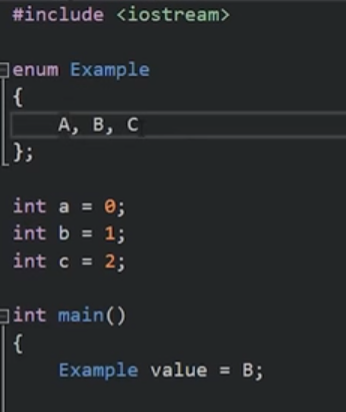 #include <iostream>
enum Example
{
    A, B, C
};
int a = 0;
int b = 1;
int c = 2;
int main()
{
    Example value = B;